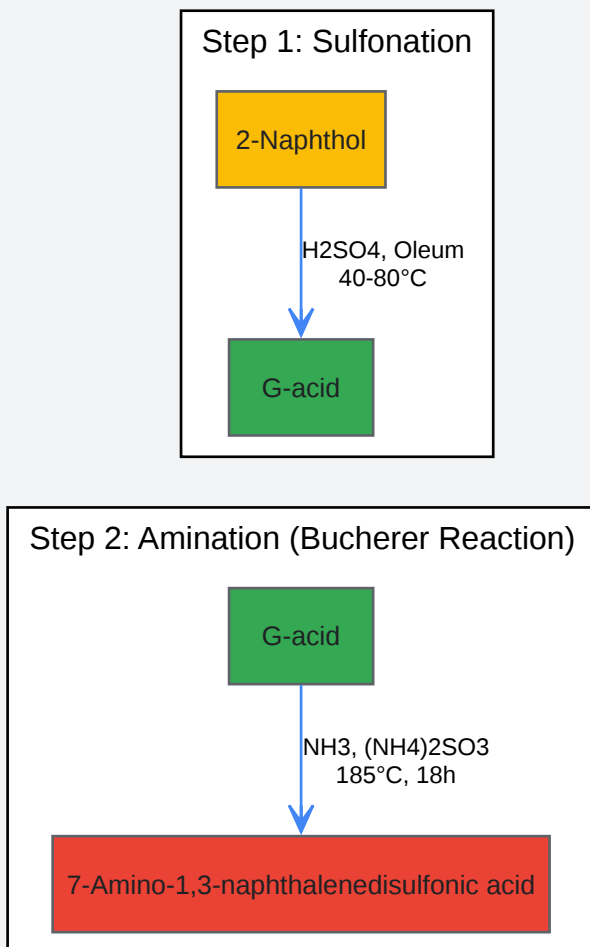 Step 1: Sulfonation
2-Naphthol
H2SO4, Oleum
40-80°C
G-acid
Step 2: Amination (Bucherer Reaction)
G-acid
NH3, (NH4)2SO3
185°C, 18h
7-Amino-1,3-naphthalenedisulfonic acid